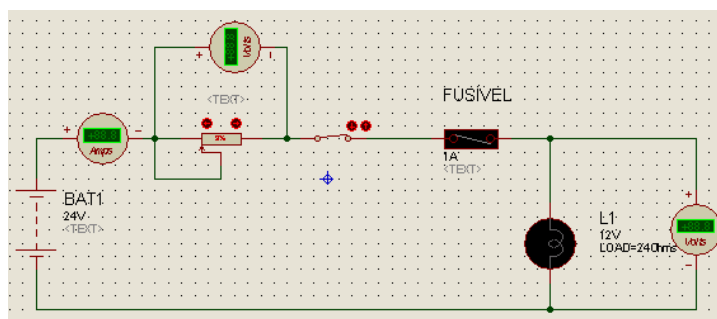 Volts
<TEXT>
FUSÍVEL
Amps
1A
<TEXT>
BAT1
24V
<TEXT>
L1
12V
LOAD=24Ohms
Volts